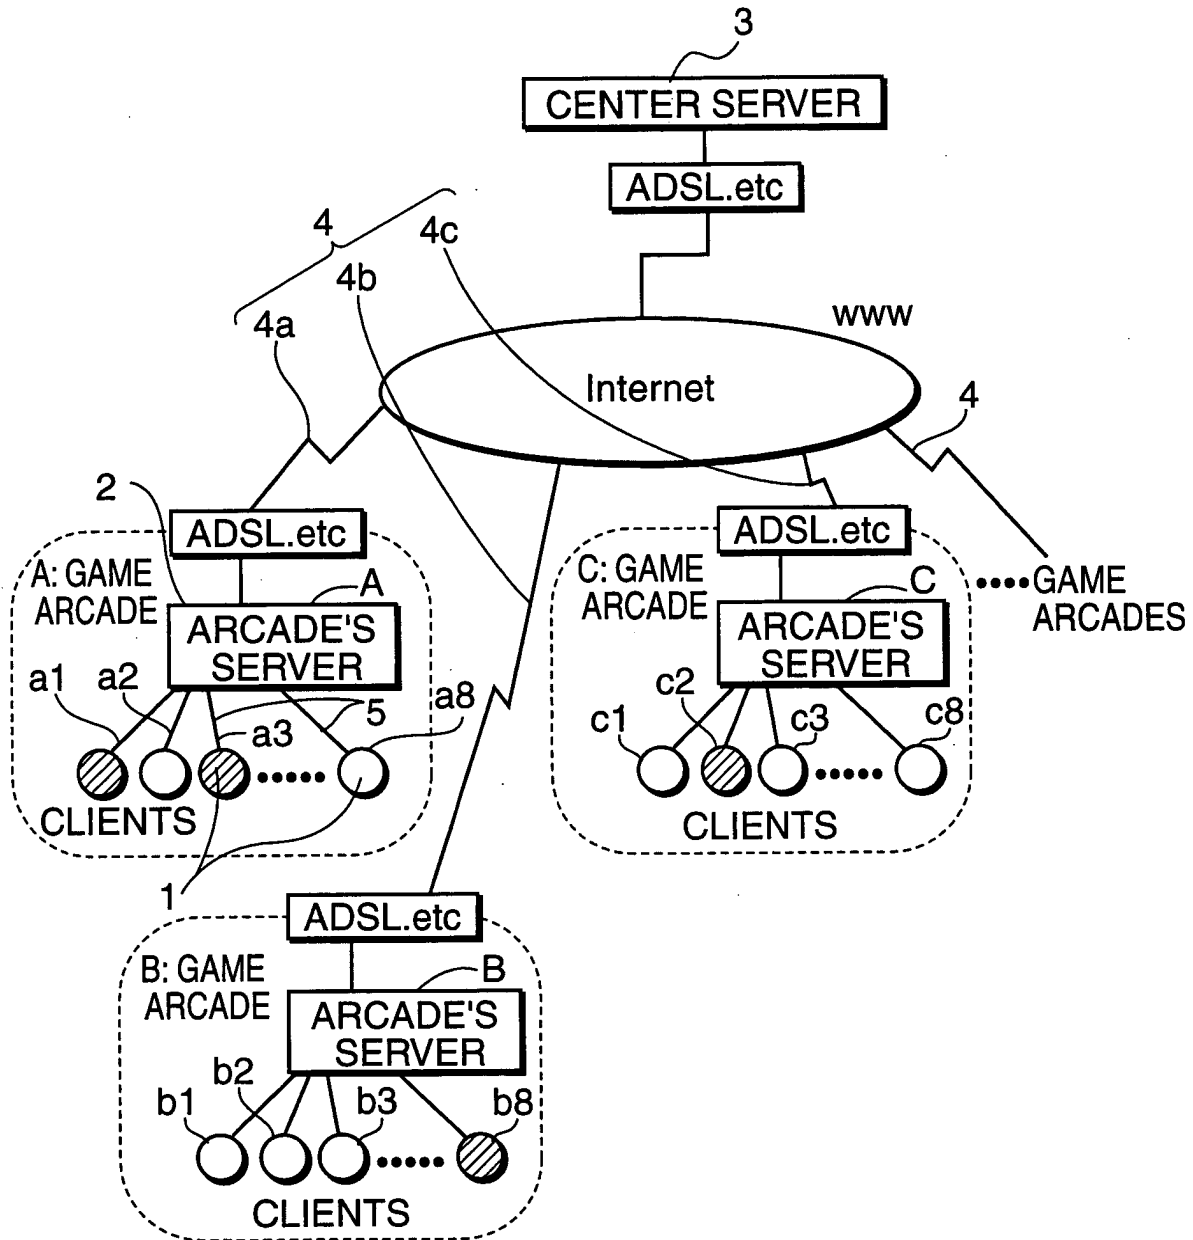 3
CENTER SERVER
ADSL.etc
4
4c
4b
4a
www
Internet
4
2
ADSL.etc
A: GAME
ARCADE
A
ARCADE'S
SERVER
a1
a2
5
a3
a8
CLIENTS
1
ADSL.etc
C: GAME
ARCADE
C
ARCADE'S
SERVER
c1
c2
c3
c8
CLIENTS
GAME
ARCADES
ADSL.etc
B: GAME
ARCADE
B
ARCADE'S
SERVER
b1
b2
b3
b8
CLIENTS